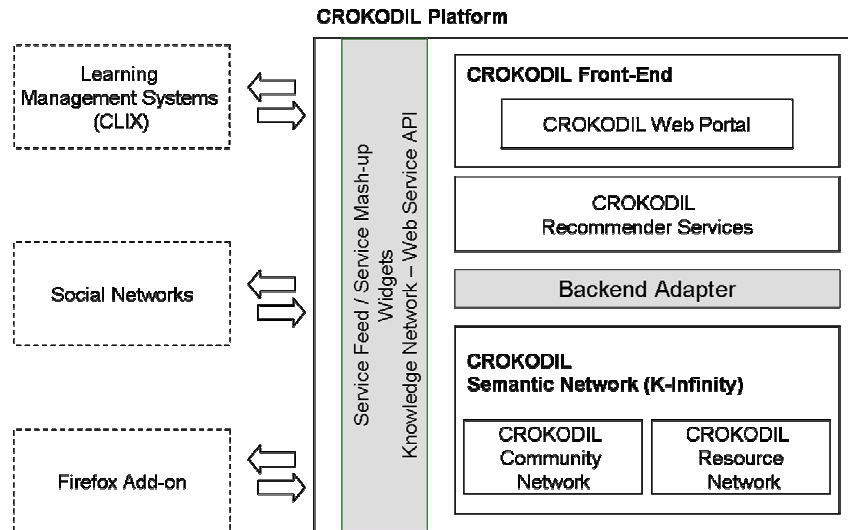 CROKODIL Platform
Learning
Management Systems
(CLIX)
Social Networks
Firefox Add-on
Service Feed / Service Mash-up
Widgets
Knowledge Network – Web Service API
CROKODIL Front-End
CROKODIL Web Portal
CROKODIL
Recommender Services
Backend Adapter
CROKODIL
Semantic Network (K-Infinity)
CROKODIL
Community
Network
CROKODIL
Resource
Network